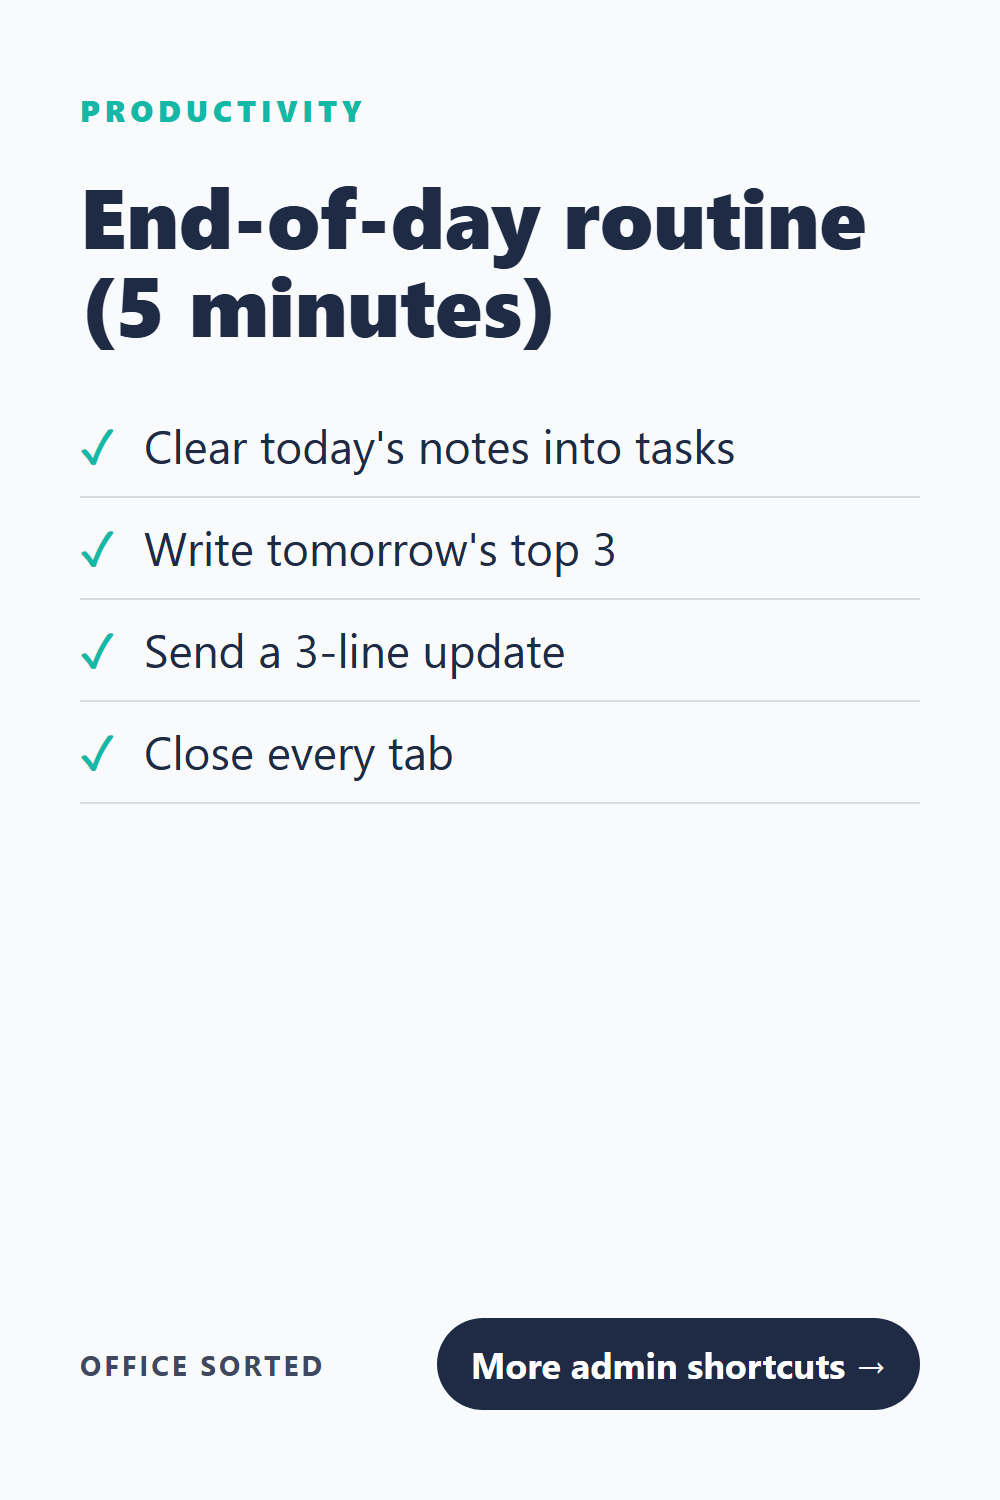 PRODUCTIVITY
End-of-day routine
(5 minutes)
✓ Clear today's notes into tasks
✓ Write tomorrow's top 3
✓ Send a 3-line update
✓ Close every tab
OFFICE SORTED
More admin shortcuts →